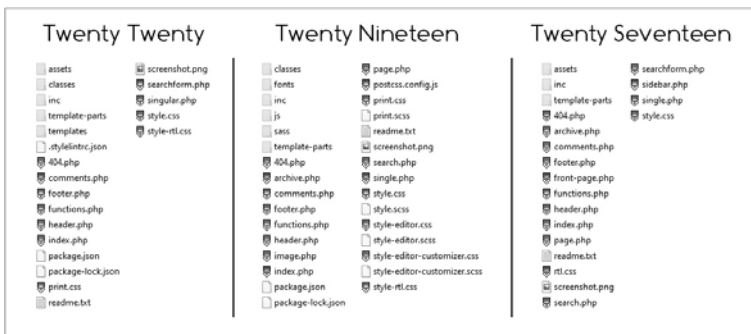 Twenty Twenty
assets
classes
inc
template-parts
templates
.stylelintrc.json
404.php
comments.php
footer.php
functions.php
header.php
index.php
package.json
package-lock.json
print.css
readme.txt
screenshot.png
searchform.php
singular.php
style.css
style-rtl.css
Twenty Nineteen
classes
fonts
inc
js
sass
template-parts
404.php
archive.php
comments.php
footer.php
functions.php
header.php
image.php
index.php
package.json
package-lock.json
page.php
postcss.config.js
print.css
print.scss
readme.txt
screenshot.png
search.php
single.php
style.css
style.scss
style-editor.css
style-editor.scss
style-editor-customizer.css
style-editor-customizer.scss
style-rtl.css
Twenty Seventeen
assets
inc
template-parts
404.php
archive.php
comments.php
footer.php
front-page.php
functions.php
header.php
index.php
page.php
readme.txt
rtl.css
screenshot.png
search.php
searchform.php
sidebar.php
single.php
style.css